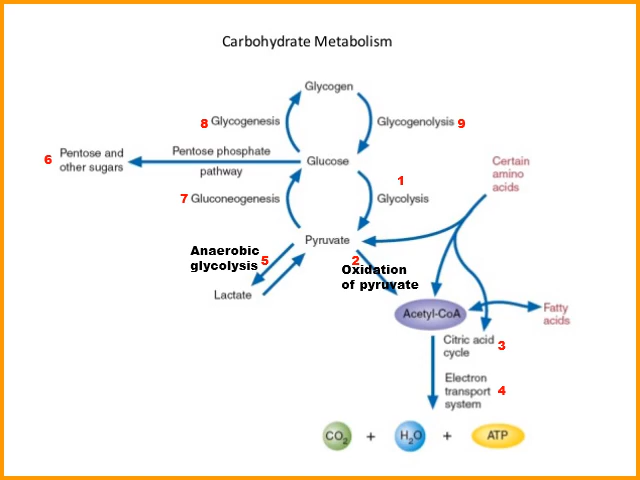 Carbohydrate Metabolism
Glycogen
8 Glycogenesis
Glycogenolysis 9
6 Pentose and
other sugars
Pentose phosphate
pathway
Glucose
Certain
amino
acids
1
7 Gluconeogenesis
Glycolysis
Pyruvate
Anaerobic
glycolysis 5
2
Oxidation
of pyruvate
Lactate
Acetyl-CoA
Fatty
acids
Citric acid
cycle 3
Electron
transport 4
system
CO2 + H2O + ATP